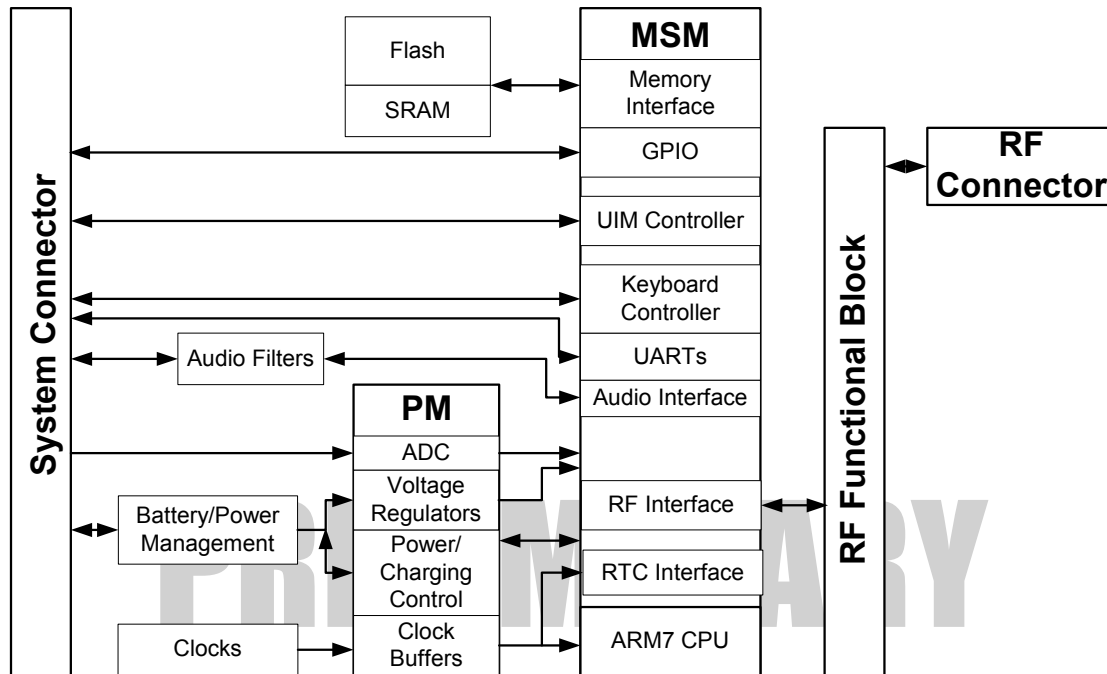 System Connector
Flash
SRAM
MSM
Memory
Interface
GPIO
UIM Controller
Keyboard
Controller
UARTs
Audio Interface
RF Interface
RTC Interface
ARM7 CPU
Audio Filters
PM
ADC
Voltage
Regulators
Power/
Charging
Control
Clock
Buffers
Battery/Power
Management
Clocks
RF Functional Block
RF
Connector
PRELIMINARY